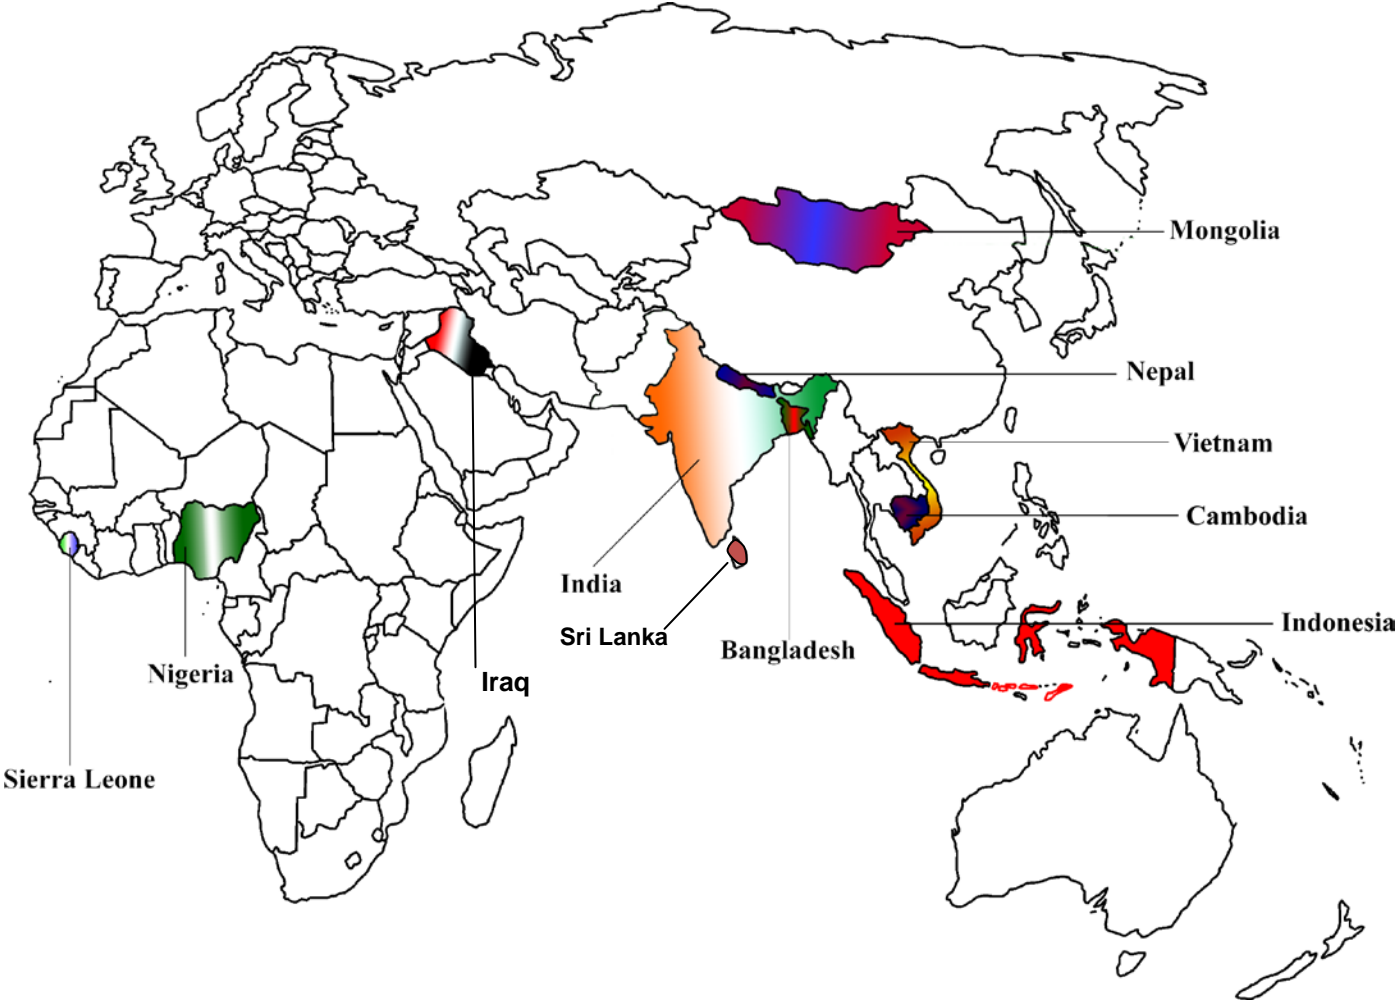 Mongolia
Nepal
Vietnam
Cambodia
India
Indonesia
Sri Lanka
Bangladesh
Nigeria
Iraq
Sierra Leone